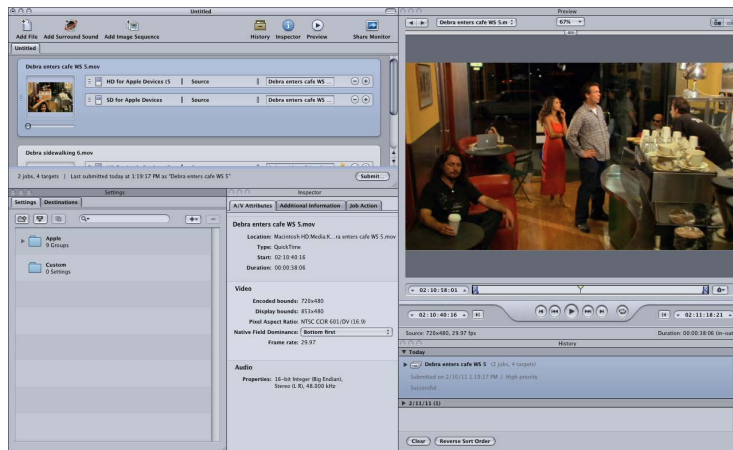 Untitled
Add File Add Surround Sound Add Image Sequence History Inspector Preview Share Monitor
Untitled
Debra enters cafe WS 5.mov
HD for Apple Devices (5 Source Debra enters cafe WS ...
SD for Apple Devices Source Debra enters cafe WS ...
Debra sidewalking 6.mov
2 jobs, 4 targets | Last submitted today at 1:19:17 PM as "Debra enters cafe WS 5"
Submit...
Settings
Settings Destinations
Apple
9 Groups
Custom
0 Settings
Inspector
A/V Attributes Additional Information Job Action
Debra enters cafe WS 5.mov
Location: Macintosh HD:Media:K...ra enters cafe WS 5.mov
Type: QuickTime
Start: 02:10:40:16
Duration: 00:00:38:06
Video
Encoded bounds: 720x480
Display bounds: 853x480
Pixel Aspect Ratio: NTSC CCIR 601/DV (16:9)
Native Field Dominance: Bottom first
Frame rate: 29.97
Audio
Properties: 16-bit Integer (Big Endian),
Stereo (L R), 48.000 kHz
Preview
Debra enters cafe WS 5.m 67%
02:10:58:01
02:10:40:16 02:11:18:21
Source: 720x480, 29.97 fps Duration: 00:00:38:06 (in-out
History
Today
Debra enters cafe WS 5 (2 jobs, 4 targets)
Submitted on 2/16/11 1:19:17 PM / High priority
Successful
2/11/11 (1)
Clear Reverse Sort Order